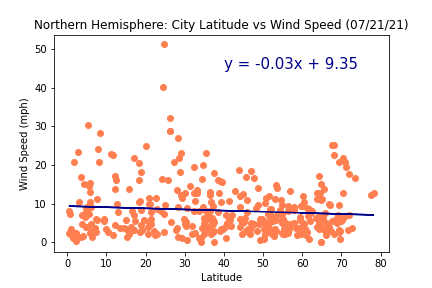 Northern Hemisphere: City Latitude vs Wind Speed (07/21/21)
y = -0.03x + 9.35
Wind Speed (mph)
50
40
30
20
10
0
0 10 20 30 40 50 60 70 80
Latitude